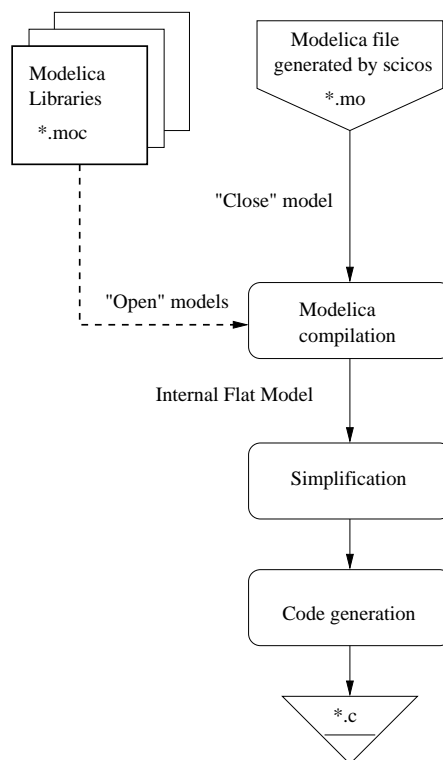 Modelica
Libraries
*.moc
Modelica file
generated by scicos
*.mo
"Close" model
"Open" models
Modelica
compilation
Internal Flat Model
Simplification
Code generation
*.c